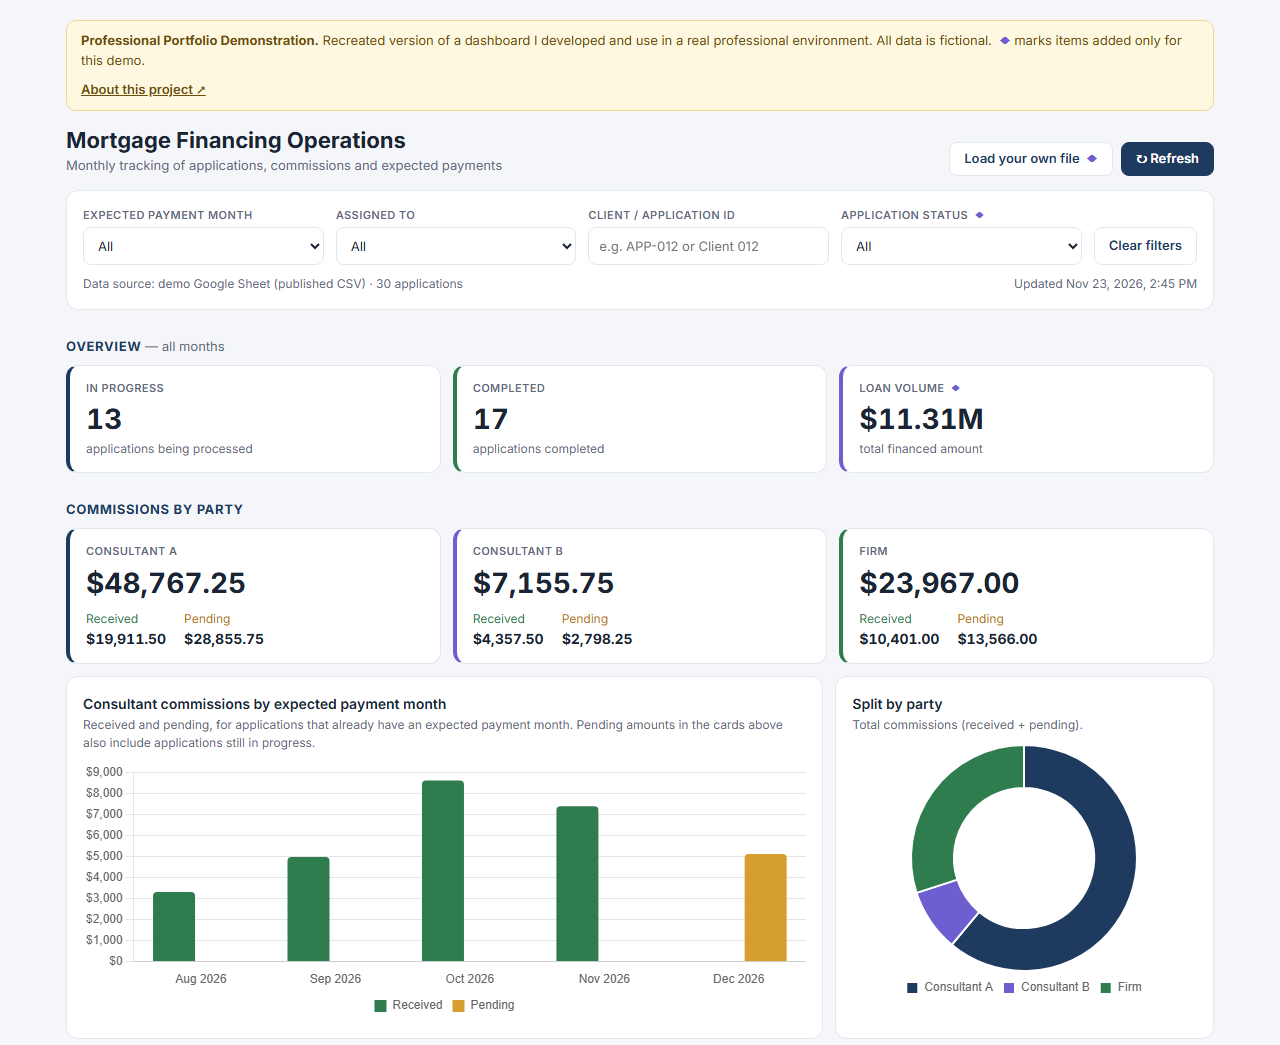 Professional Portfolio Demonstration. Recreated version of a dashboard I developed and use in a real professional environment. All data is fictional. ◆ marks items added only for
this demo.
About this project ↗
Mortgage Financing Operations
Monthly tracking of applications, commissions and expected payments
Load your own file ◆
↻ Refresh
EXPECTED PAYMENT MONTH
ASSIGNED TO
CLIENT / APPLICATION ID
APPLICATION STATUS ◆
All
All
e.g. APP-012 or Client 012
All
Clear filters
Data source: demo Google Sheet (published CSV) · 30 applications
Updated Nov 23, 2026, 2:45 PM
OVERVIEW — all months
IN PROGRESS
13
applications being processed
COMPLETED
17
applications completed
LOAN VOLUME ◆
$11.31M
total financed amount
COMMISSIONS BY PARTY
CONSULTANT A
$48,767.25
Received Pending
$19,911.50 $28,855.75
CONSULTANT B
$7,155.75
Received Pending
$4,357.50 $2,798.25
FIRM
$23,967.00
Received Pending
$10,401.00 $13,566.00
Consultant commissions by expected payment month
Received and pending, for applications that already have an expected payment month. Pending amounts in the cards above
also include applications still in progress.
$9,000
$8,000
$7,000
$6,000
$5,000
$4,000
$3,000
$2,000
$1,000
$0
Aug 2026 Sep 2026 Oct 2026 Nov 2026 Dec 2026
Received Pending
Split by party
Total commissions (received + pending).
Consultant A Consultant B Firm